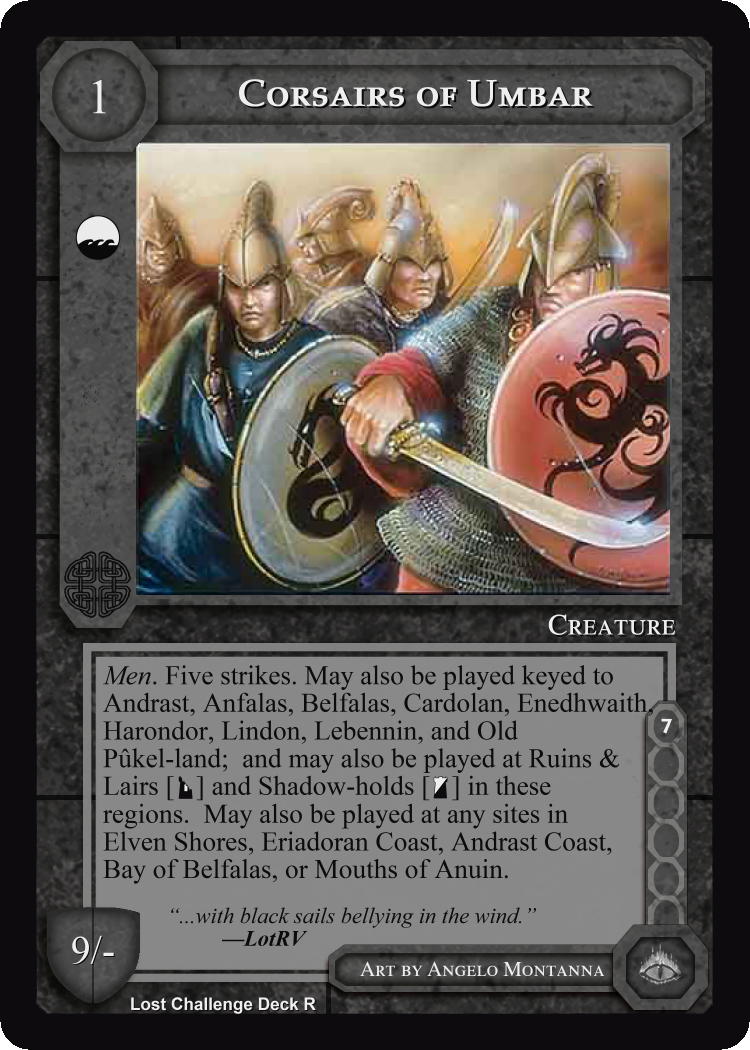 1
CORSAIRS OF UMBAR
CREATURE
Men. Five strikes. May also be played keyed to
Andrast, Anfalas, Belfalas, Cardolan, Enedhwaith,
Harondor, Lindon, Lebennin, and Old
Pûkel-land; and may also be played at Ruins &
Lairs [ ] and Shadow-holds [ ] in these
regions. May also be played at any sites in
Elven Shores, Eriadoran Coast, Andrast Coast,
Bay of Belfalas, or Mouths of Anuin.
7
“...with black sails bellying in the wind.”
—LotRV
9/-
ART BY ANGELO MONTANNA
Lost Challenge Deck R